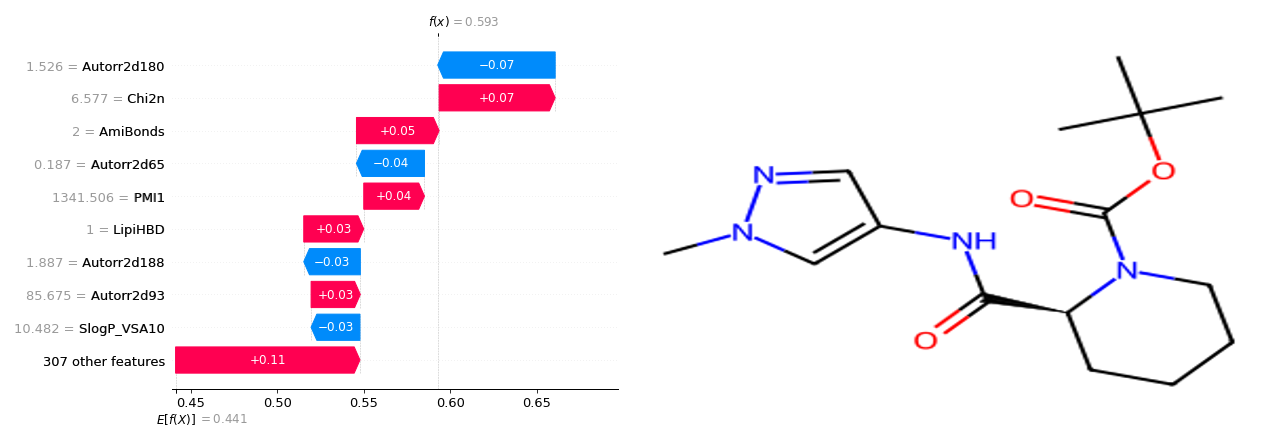 f(x) = 0.593
1.526 = Autorr2d180 −0.07
6.577 = Chi2n +0.07
2 = AmiBonds +0.05
0.187 = Autorr2d65 −0.04
1341.506 = PMI1 +0.04
1 = LipiHBD +0.03
1.887 = Autorr2d188 −0.03
85.675 = Autorr2d93 +0.03
10.482 = SlogP_VSA10 −0.03
307 other features +0.11
0.45 0.50 0.55 0.60 0.65
E[f(X)] = 0.441
O
N
O
N
NH
N
O